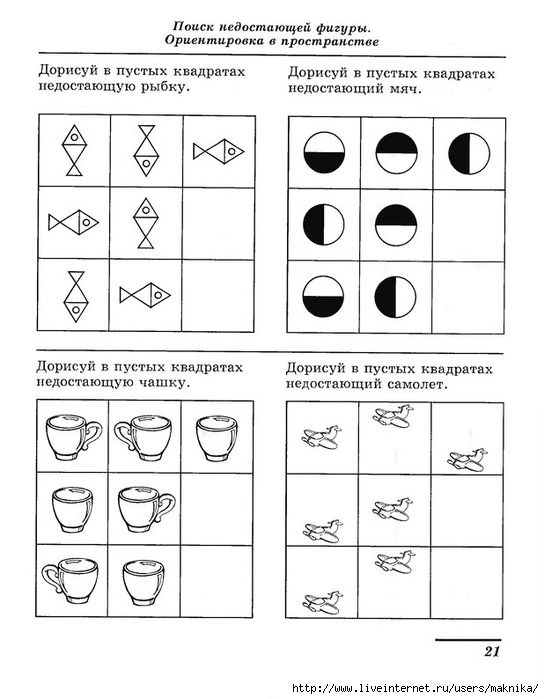 Поиск недостающей фигуры.
Ориентировка в пространстве
Дорисуй в пустых квадратах
недостающую рыбку.
Дорисуй в пустых квадратах
недостающий мяч.
Дорисуй в пустых квадратах
недостающую чашку.
Дорисуй в пустых квадратах
недостающий самолет.
21
http://www.liveinternet.ru/users/maknika/